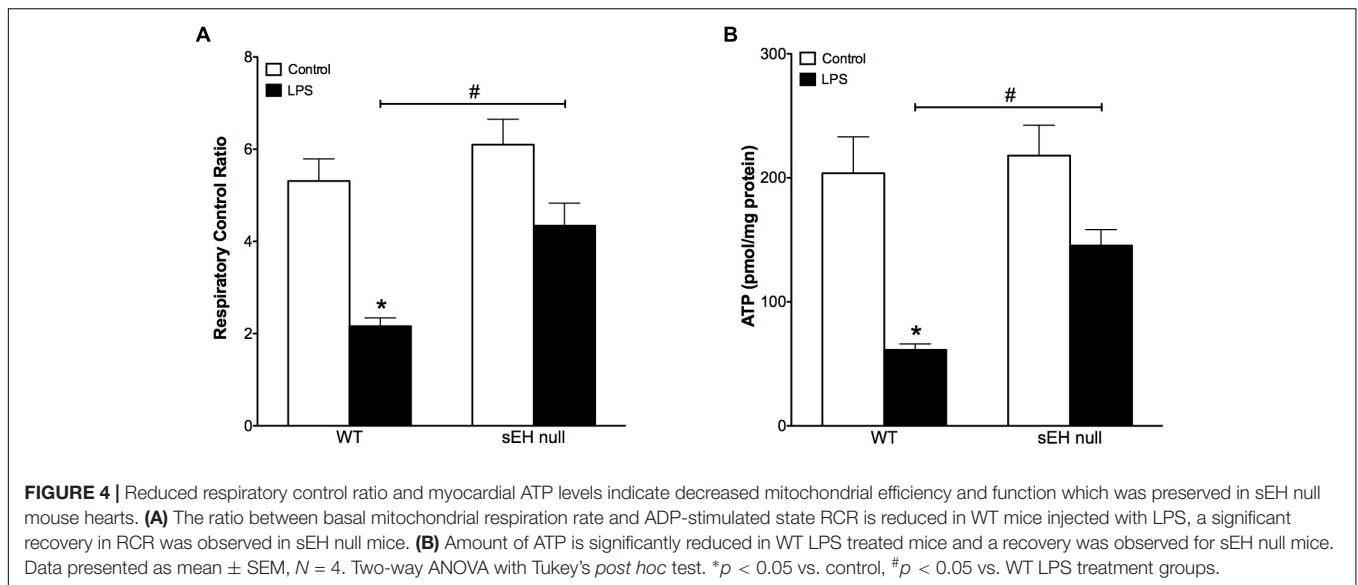 A
8
6
4
2
0
Respiratory Control Ratio
Control
LPS
#
*
WT
sEH null
B
300
200
100
0
ATP (pmol/mg protein)
Control
LPS
#
*
WT
sEH null
FIGURE 4 | Reduced respiratory control ratio and myocardial ATP levels indicate decreased mitochondrial efficiency and function which was preserved in sEH null
mouse hearts. (A) The ratio between basal mitochondrial respiration rate and ADP-stimulated state RCR is reduced in WT mice injected with LPS, a significant
recovery in RCR was observed in sEH null mice. (B) Amount of ATP is significantly reduced in WT LPS treated mice and a recovery was observed for sEH null mice.
Data presented as mean ± SEM, N = 4. Two-way ANOVA with Tukey's post hoc test. *p < 0.05 vs. control, #p < 0.05 vs. WT LPS treatment groups.